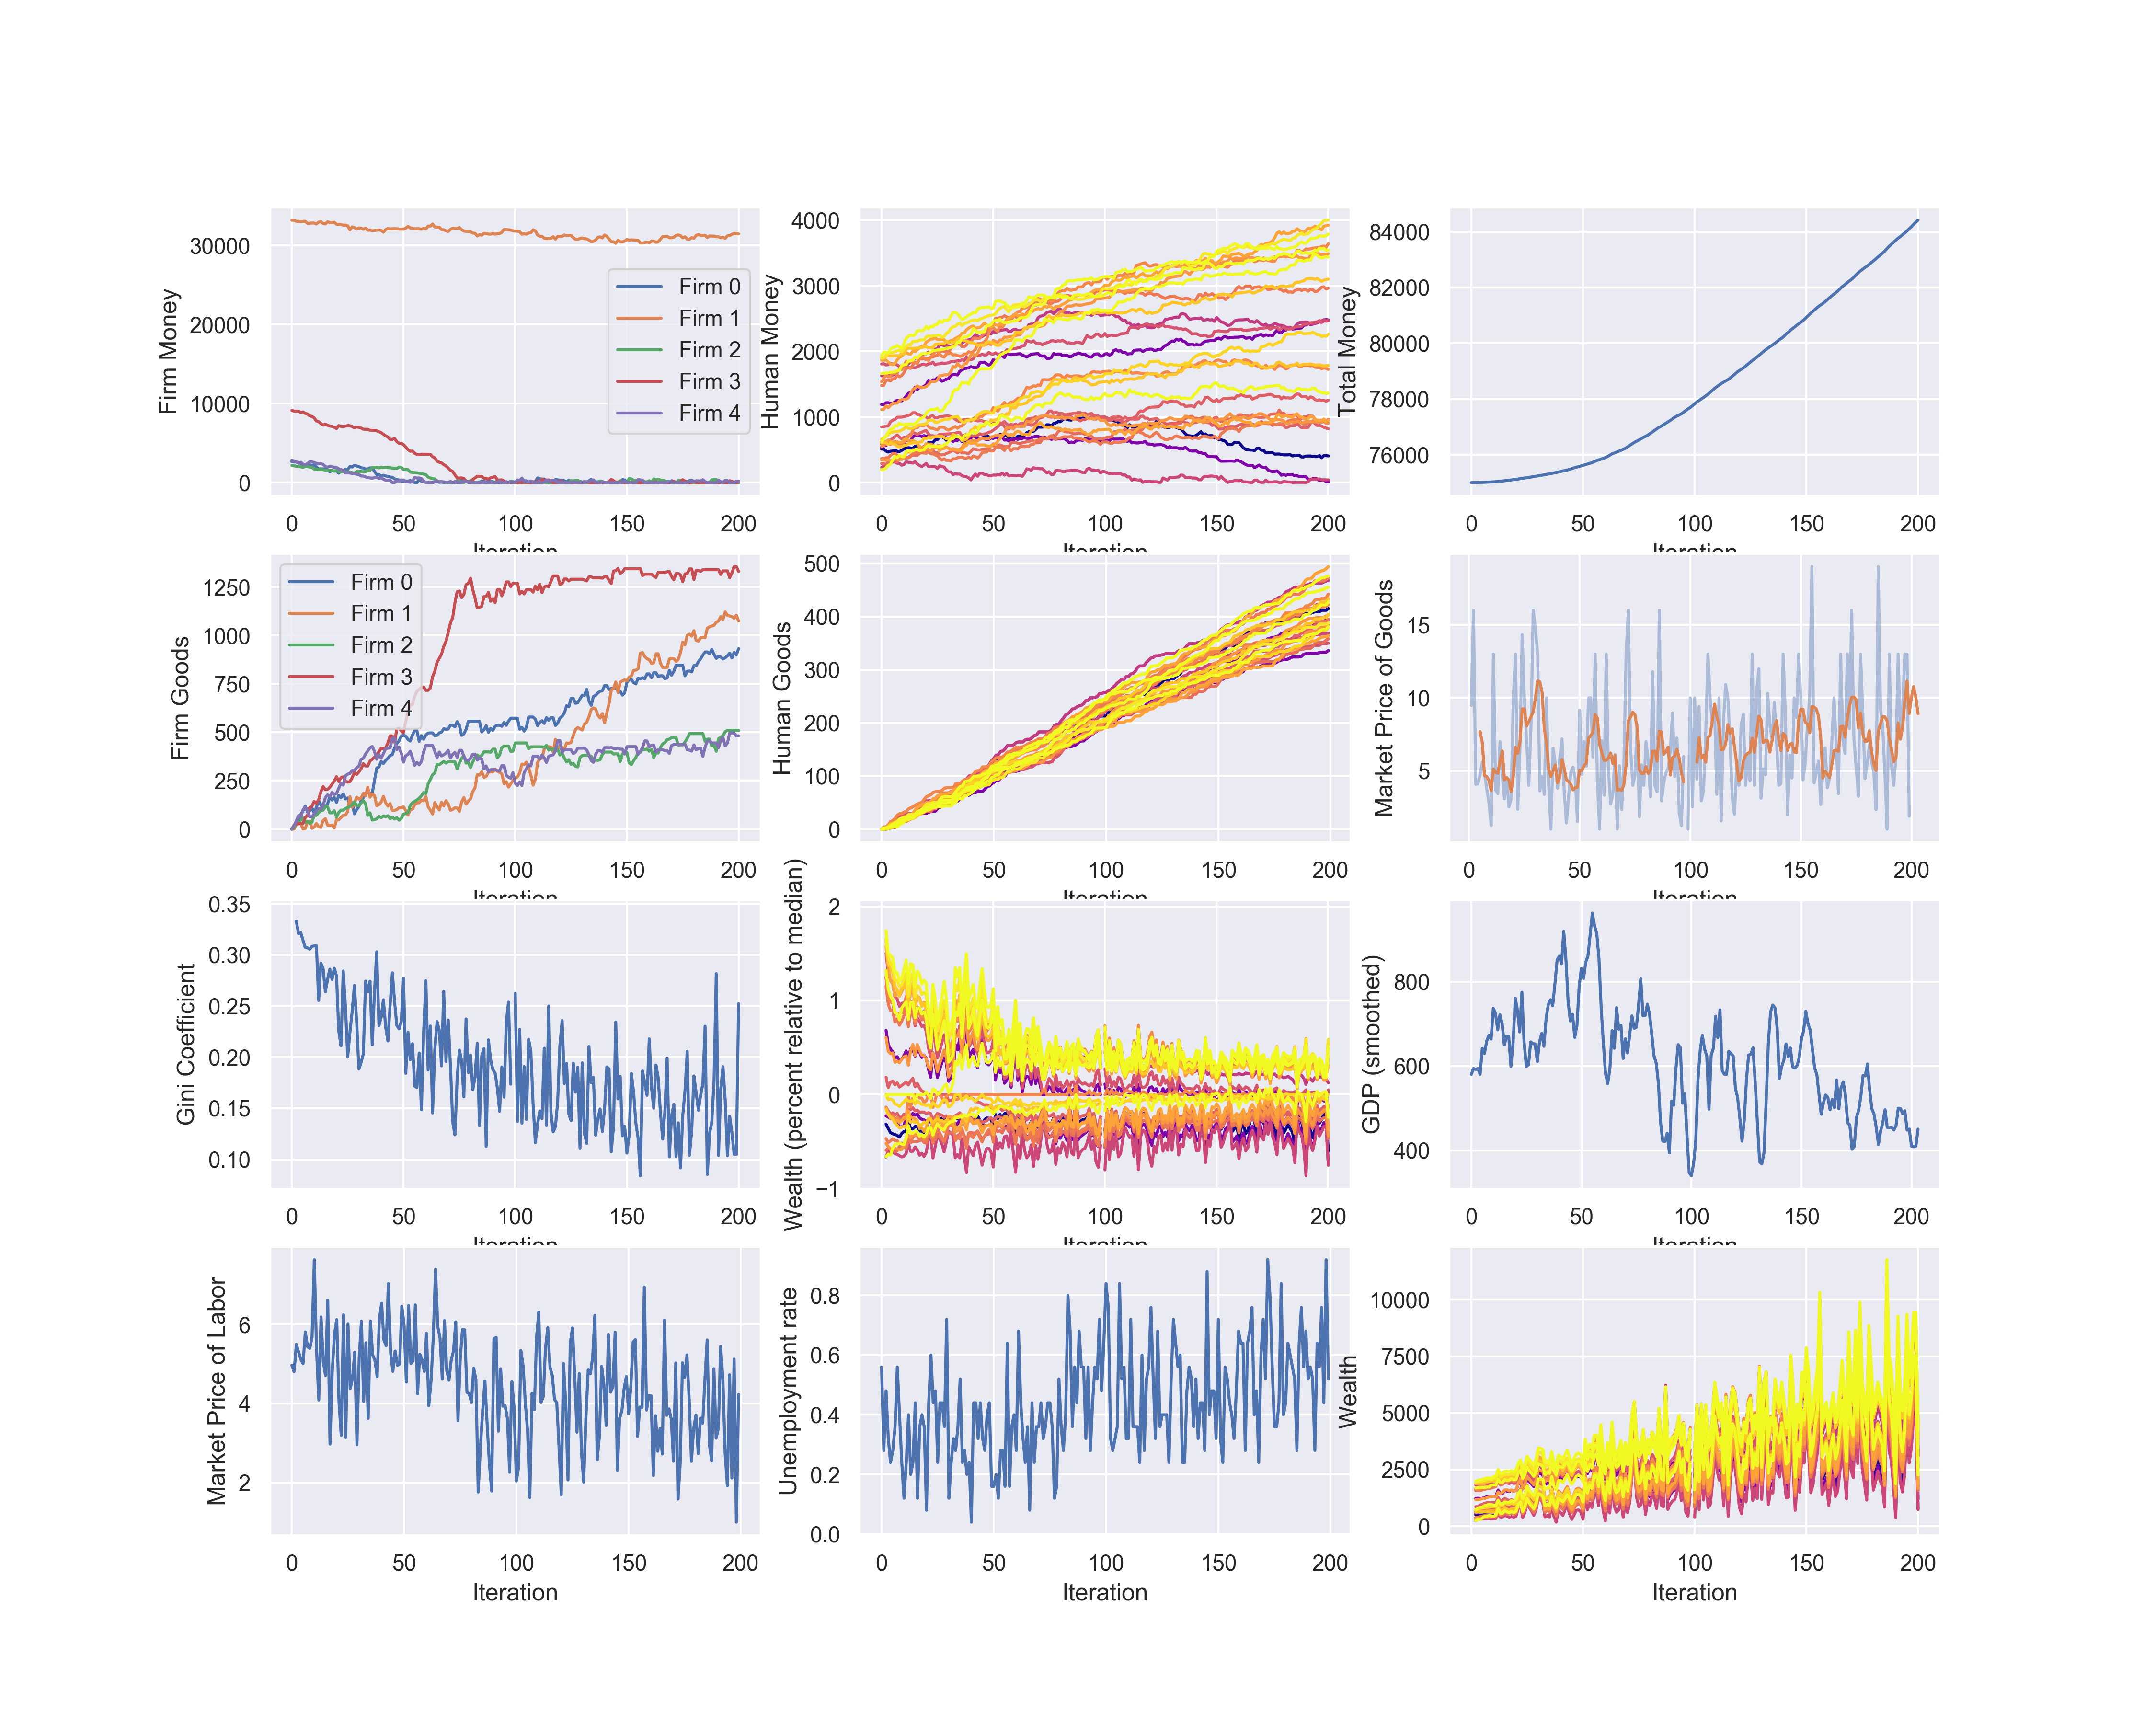 Firm Money
30000
20000
10000
0
0 50 100 150 200
Iteration
Firm 0
Firm 1
Firm 2
Firm 3
Firm 4
Human Money
4000
3000
2000
1000
0
0 50 100 150 200
Iteration
Total Money
84000
82000
80000
78000
76000
0 50 100 150 200
Iteration
Firm Goods
1250
1000
750
500
250
0
0 50 100 150 200
Iteration
Firm 0
Firm 1
Firm 2
Firm 3
Firm 4
Human Goods
500
400
300
200
100
0
0 50 100 150 200
Iteration
Market Price of Goods
15
10
5
0 50 100 150 200
Iteration
Gini Coefficient
0.35
0.30
0.25
0.20
0.15
0.10
0 50 100 150 200
Iteration
Wealth (percent relative to median)
2
1
0
−1
0 50 100 150 200
Iteration
GDP (smoothed)
800
600
400
0 50 100 150 200
Iteration
Market Price of Labor
6
4
2
0 50 100 150 200
Iteration
Unemployment rate
0.8
0.6
0.4
0.2
0.0
0 50 100 150 200
Iteration
Wealth
10000
7500
5000
2500
0
0 50 100 150 200
Iteration